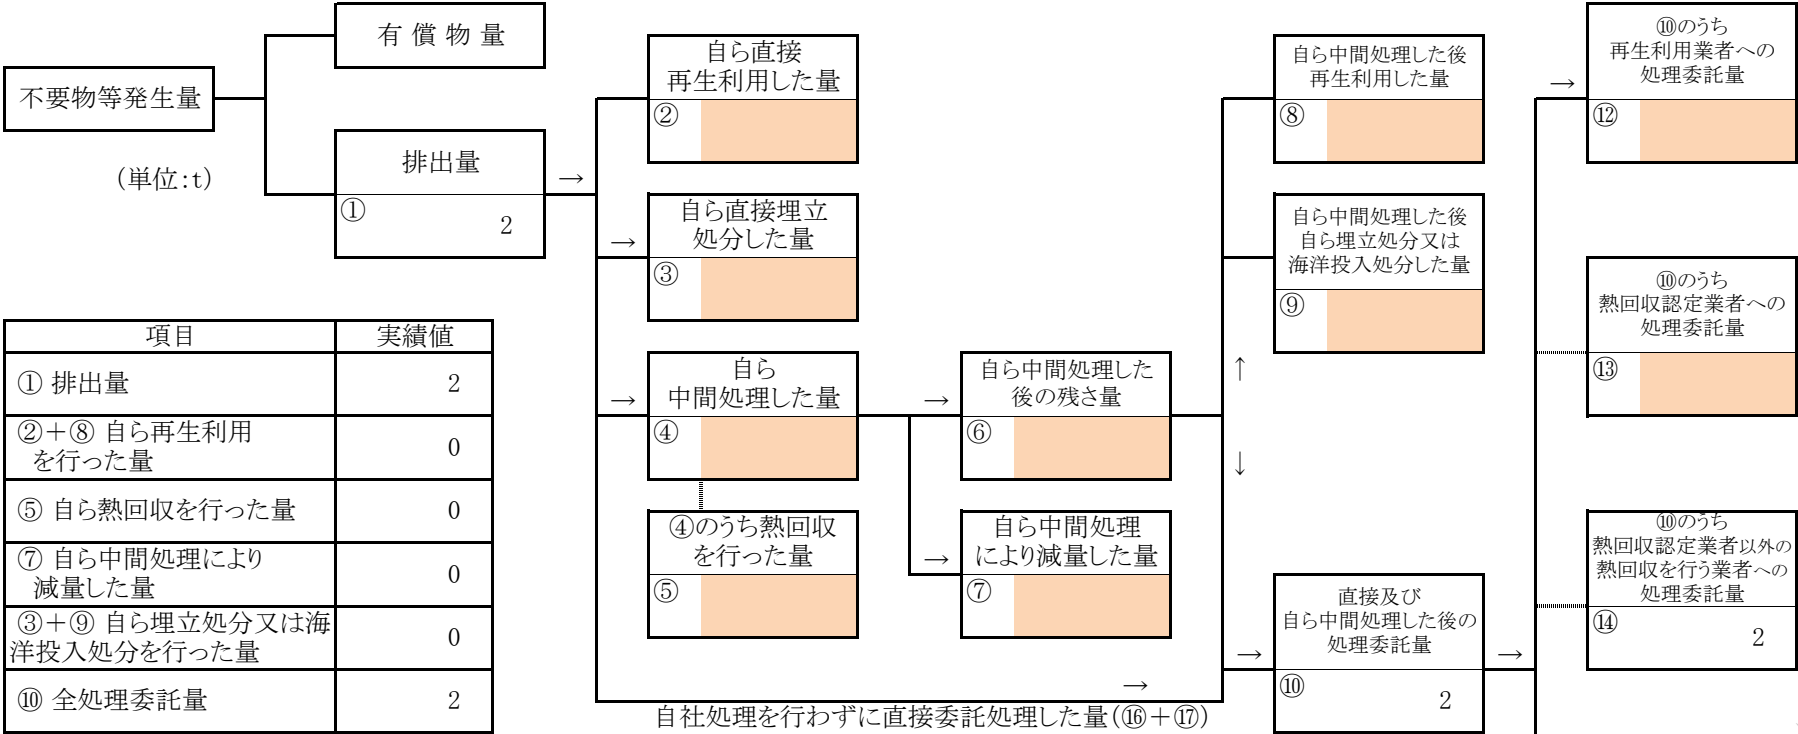 有 償 物 量
不要物等発生量
(単位:t)
排出量
①
2
→
自ら直接
再生利用した量
②
→
自ら直接埋立
処分した量
③
→
自ら
中間処理した量
④
④のうち熱回収
を行った量
⑤
→
自ら中間処理した
後の残さ量
⑥
→
自ら中間処理
により減量した量
⑦
→
自社処理を行わずに直接委託処理した量(⑯+⑰)
自ら中間処理した後
再生利用した量
⑧
自ら中間処理した後
自ら埋立処分又は
海洋投入処分した量
⑨
↑
↓
→
直接及び
自ら中間処理した後の
処理委託量
⑩
2
→
→
⑩のうち
再生利用業者への
処理委託量
⑫
⑩のうち
熱回収認定業者への
処理委託量
⑬
⑩のうち
熱回収認定業者以外の
熱回収を行う業者への
処理委託量
⑭
2
項目 実績値
① 排出量 2
②+⑧ 自ら再生利用
を行った量 0
⑤ 自ら熱回収を行った量 0
⑦ 自ら中間処理により
減量した量 0
③+⑨ 自ら埋立処分又は海
洋投入処分を行った量 0
⑩ 全処理委託量 2